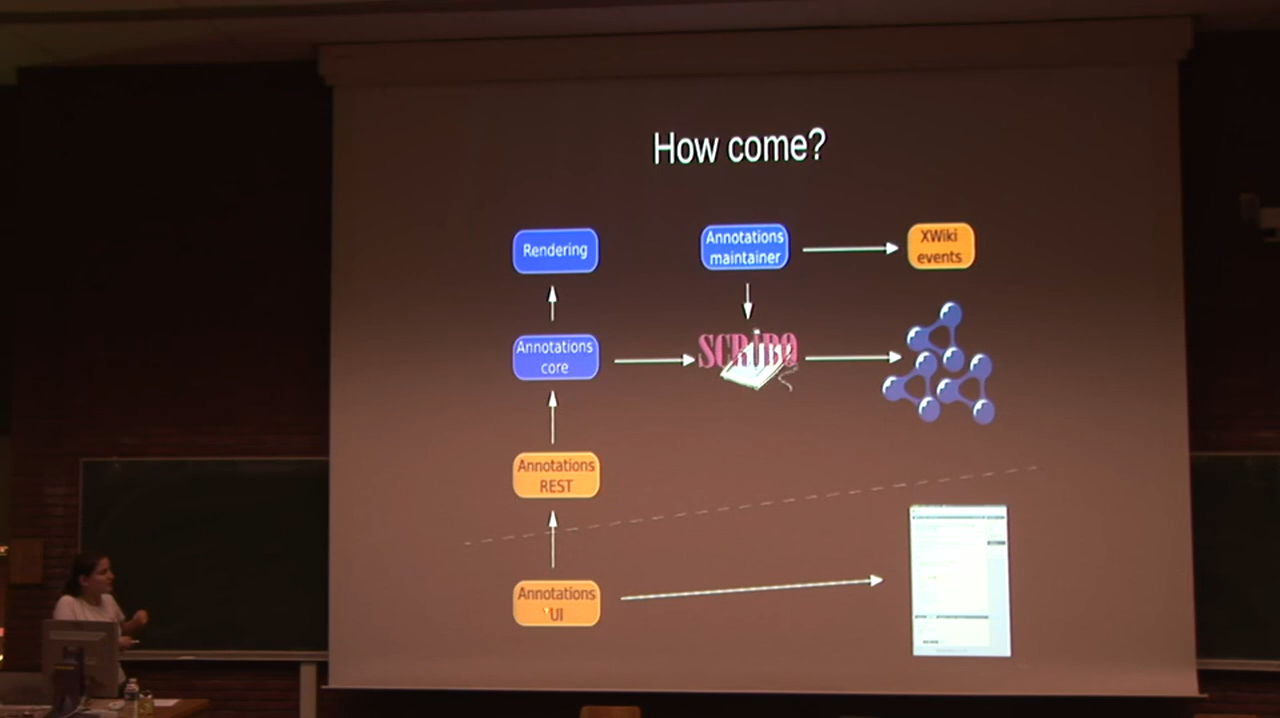 How come?
Rendering
Annotations
maintainer
XWiki
events
Annotations
core
SCRIBO
Annotations
REST
Annotations
UI